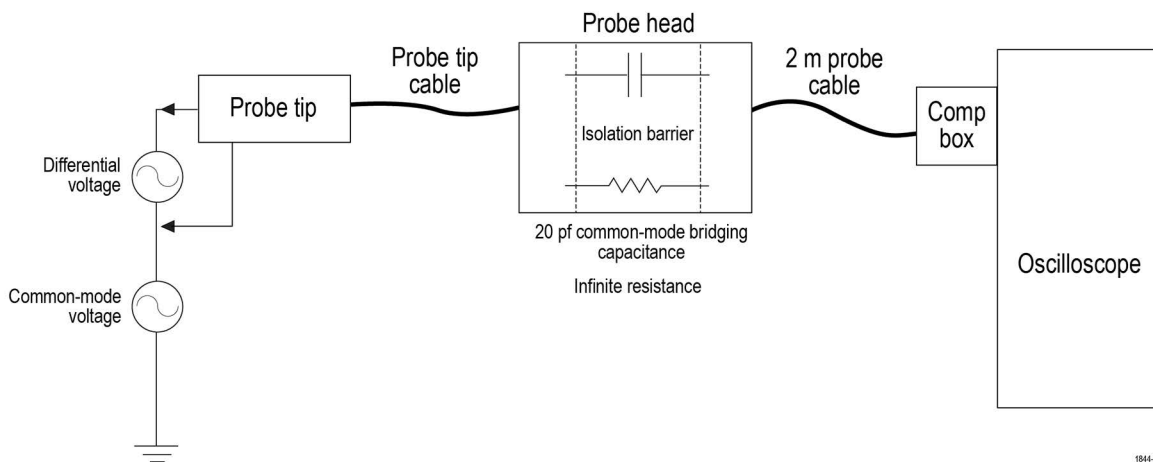 Probe head
Probe tip
cable
2 m probe
cable
Probe tip
Comp
box
Isolation barrier
Differential
voltage
20 pf common-mode bridging
capacitance
Oscilloscope
Infinite resistance
Common-mode
voltage
1844-